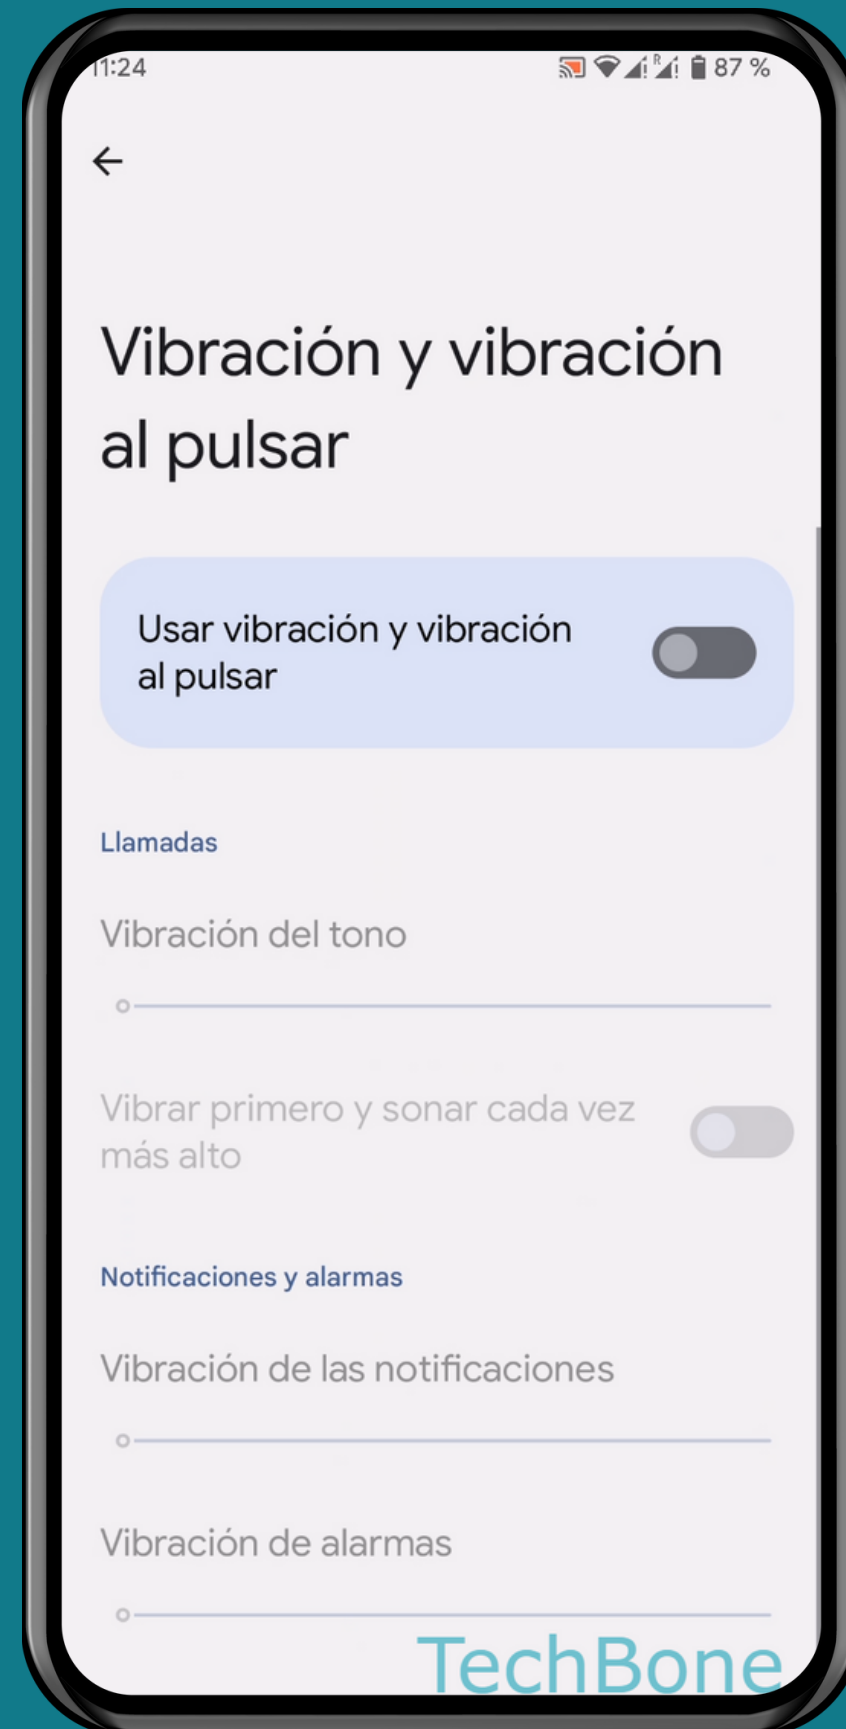 11:24
R
87 %
Vibración y vibración
al pulsar
Usar vibración y vibración
al pulsar
Llamadas
Vibración del tono
Vibrar primero y sonar cada vez
más alto
Notificaciones y alarmas
Vibración de las notificaciones
Vibración de alarmas
TechBone